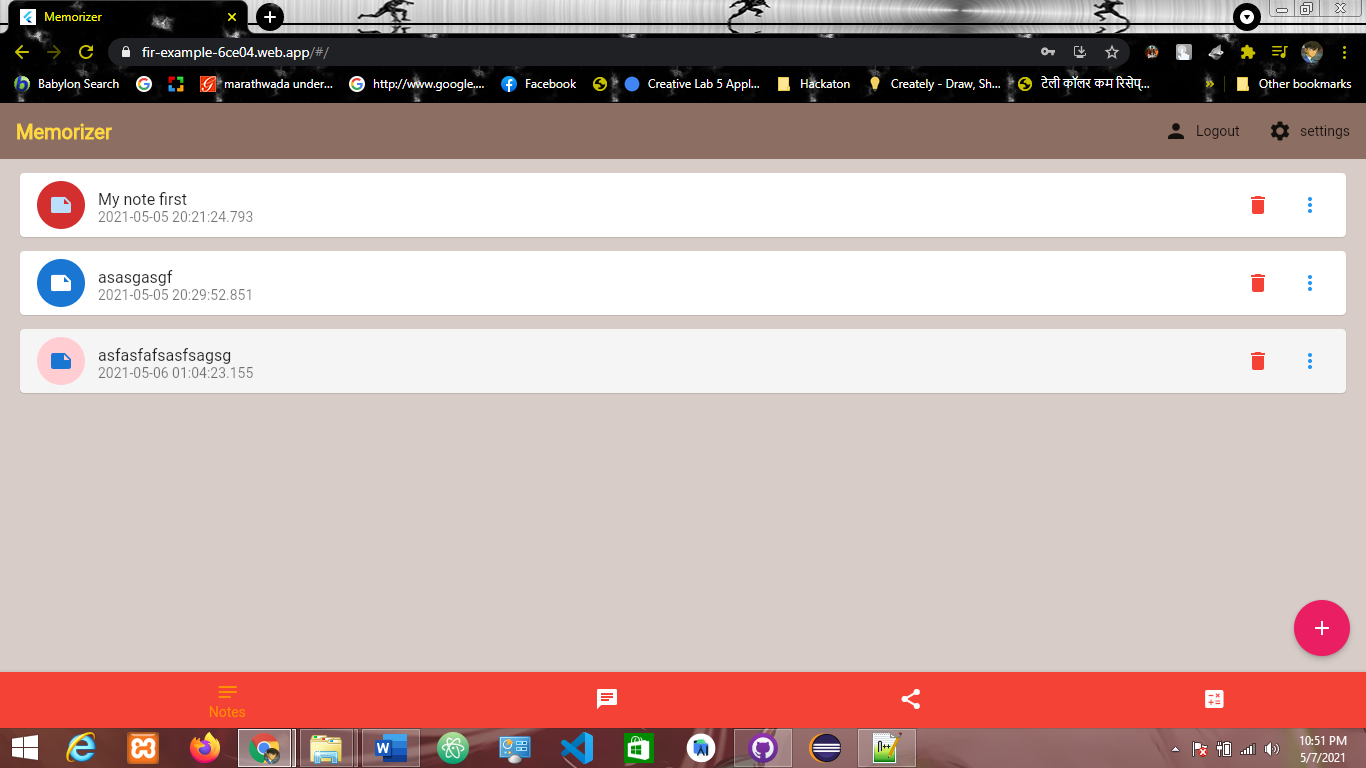 Memorizer
fir-example-6ce04.web.app/#/
Babylon Search
marathwada under...
http://www.google,...
Facebook
Creative Lab 5 Appl...
Hackaton
Creately - Draw, Sh...
टेली कॉलर कम रिसेप्...
»
Other bookmarks
Memorizer
Logout
settings
My note first
2021-05-05 20:21:24.793
asasgasgf
2021-05-05 20:29:52.851
asfasfafsasfsagsg
2021-05-06 01:04:23.155
Notes
10:51 PM
5/7/2021